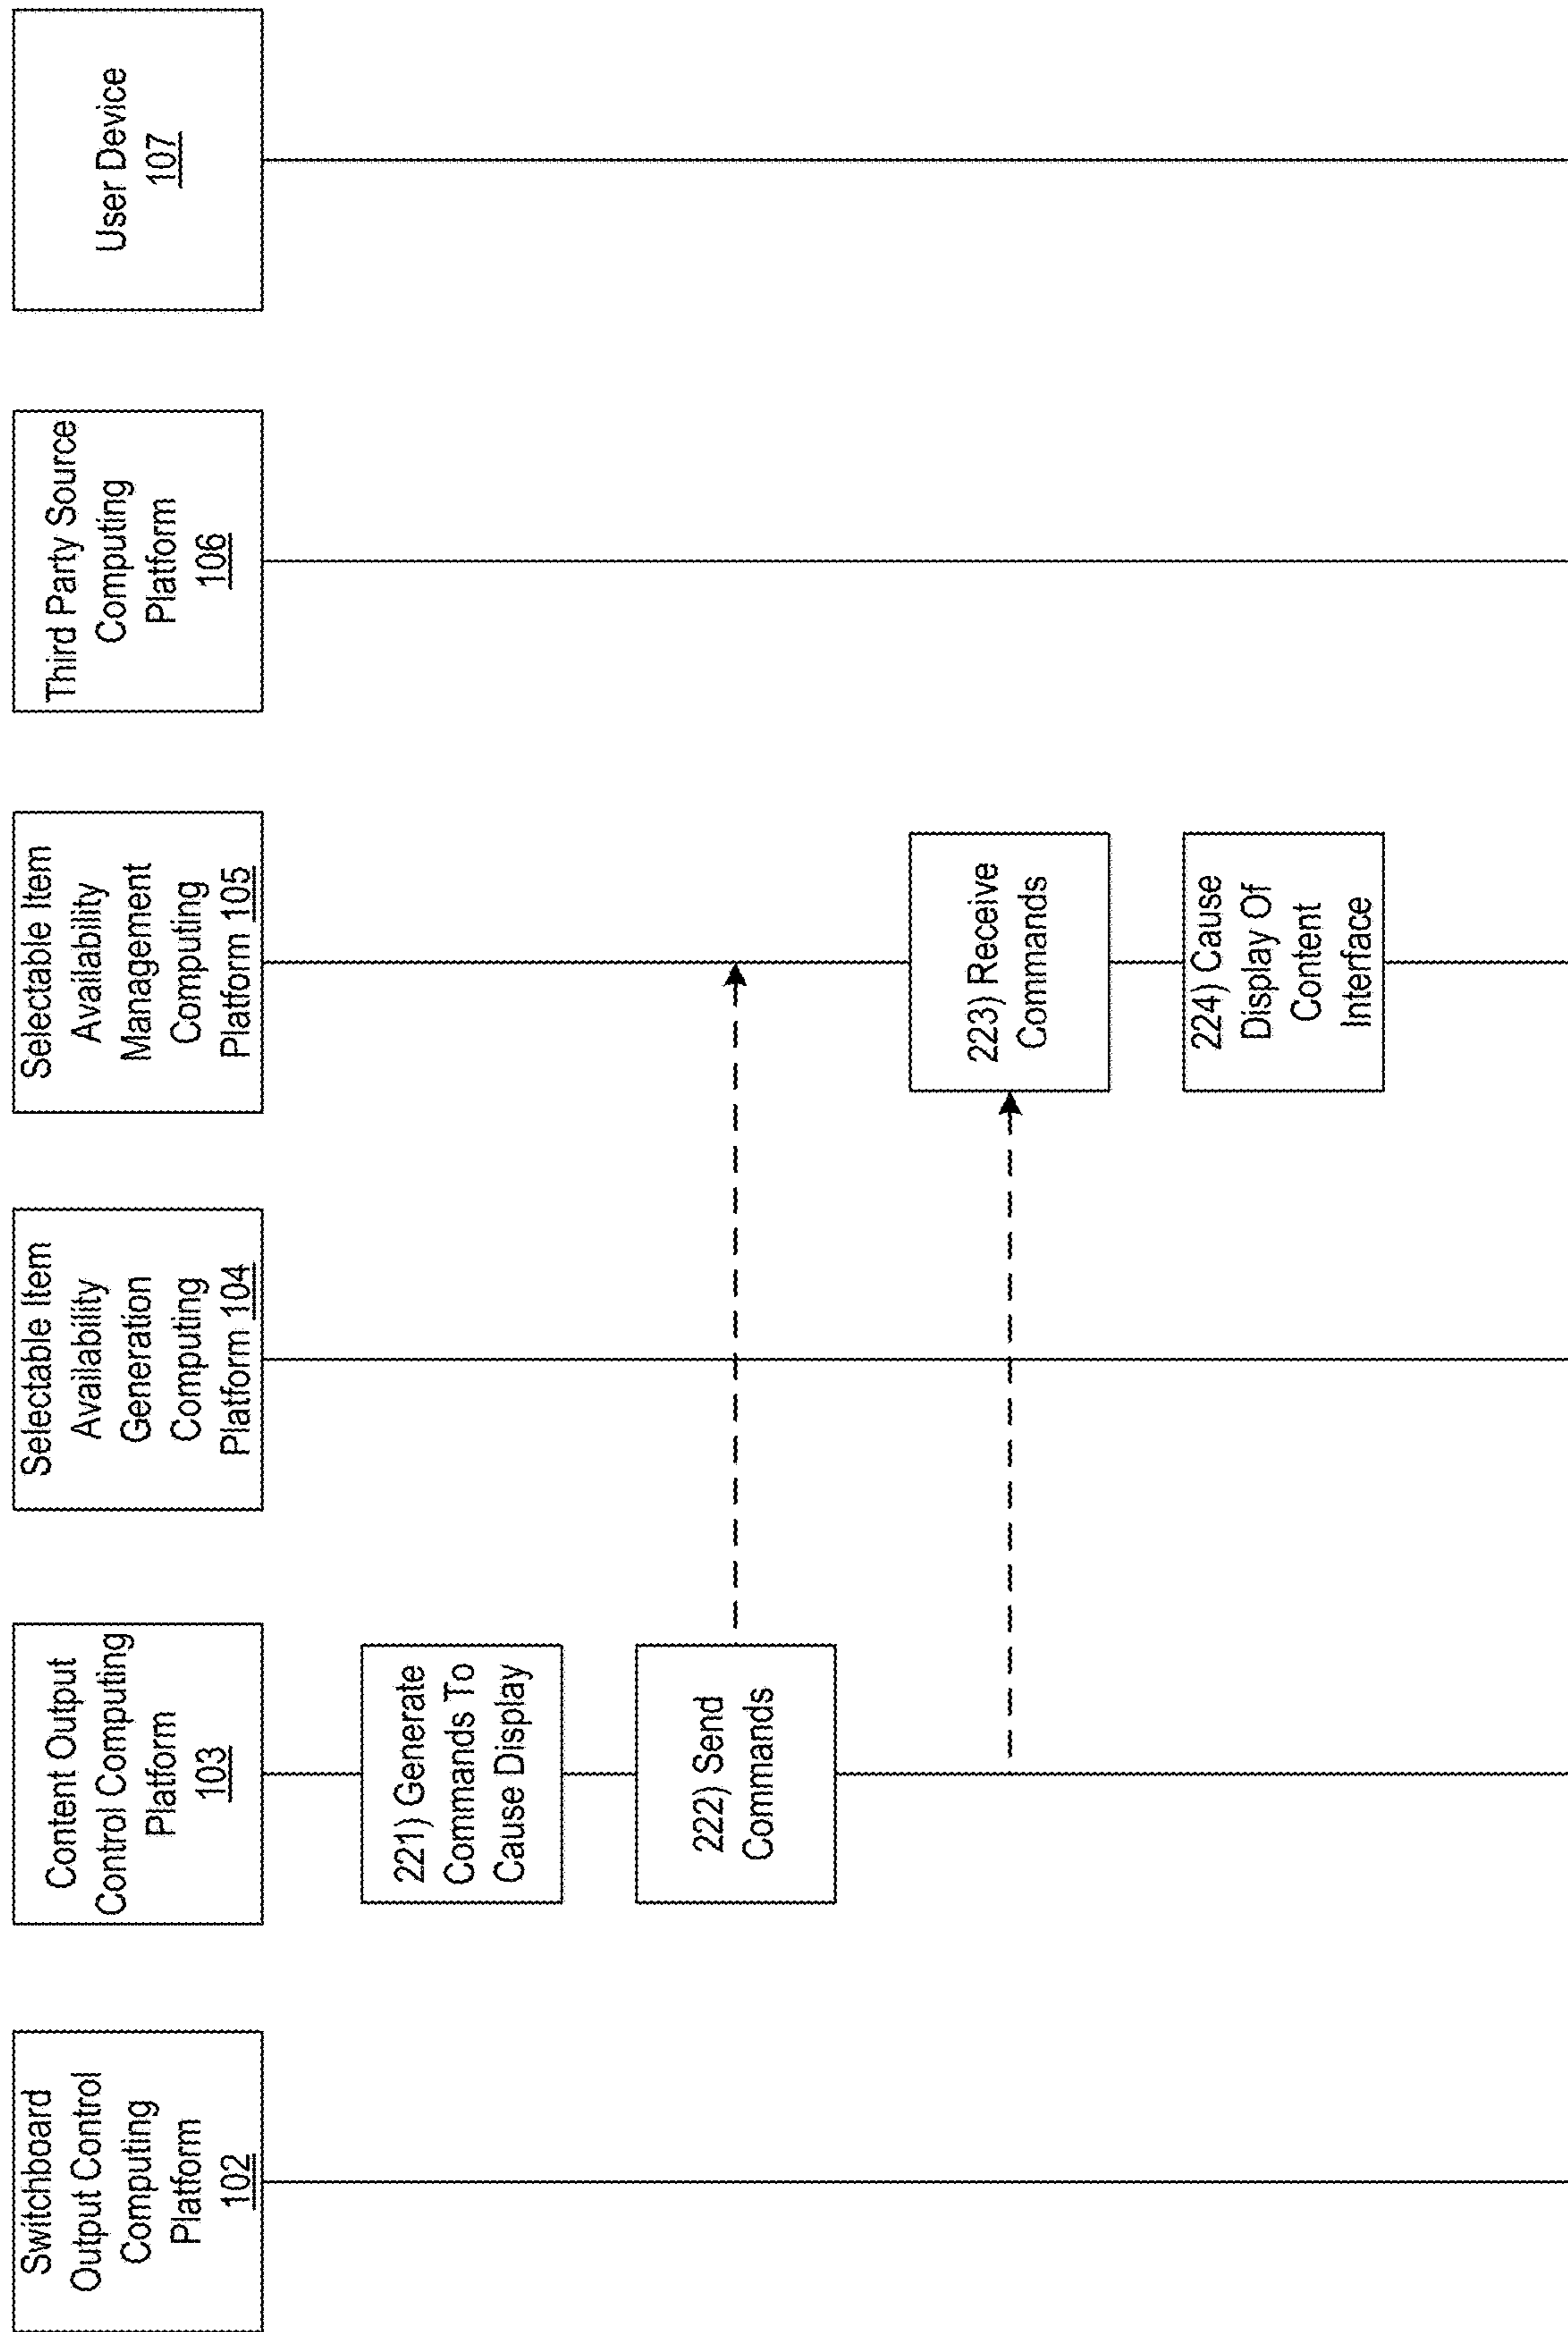 Switchboard
Output Control
Computing
Platform
102
Content Output
Control Computing
Platform
103
Selectable Item
Availability
Generation
Computing
Platform 104
Selectable Item
Availability
Management
Computing
Platform 105
Third Party Source
Computing
Platform
106
User Device
107
221) Generate
Commands To
Cause Display
222) Send
Commands
223) Receive
Commands
224) Cause
Display Of
Content
Interface